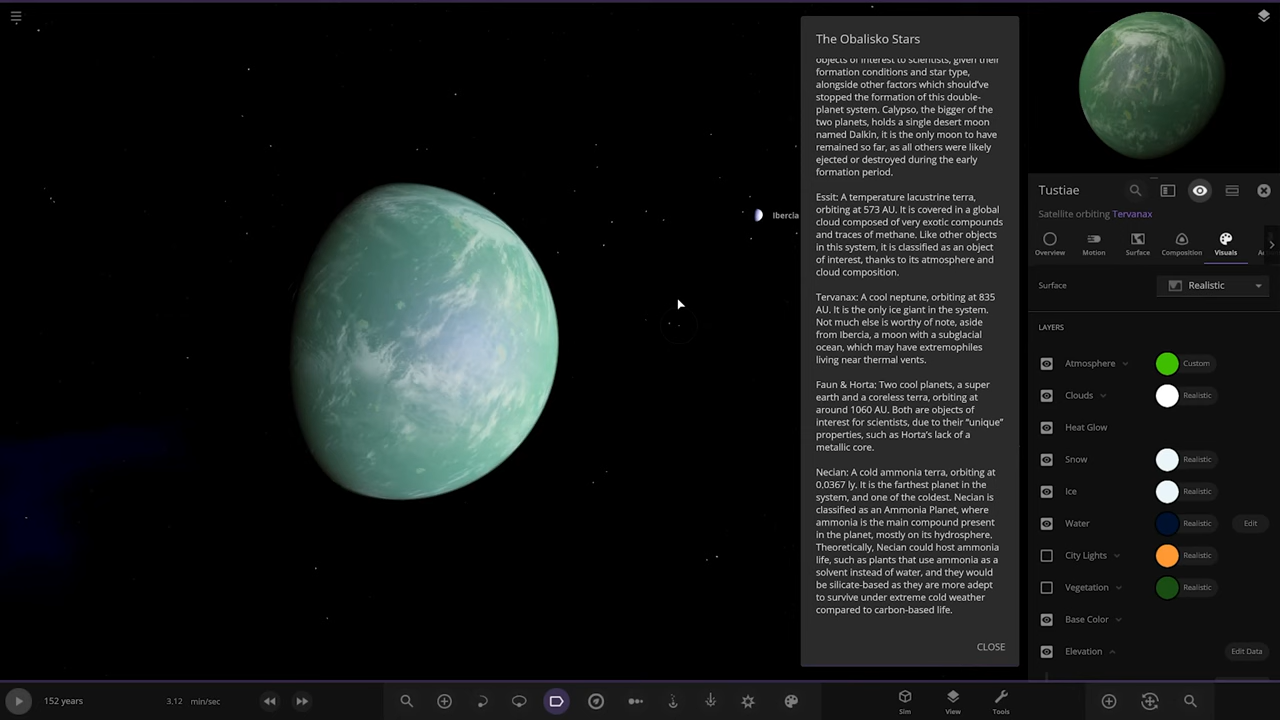 The Obalisko Stars
objects of interest to scientists, given their
formation conditions and star type,
alongside other factors which should've
stopped the formation of this double-
planet system. Calypso, the bigger of the
two planets, holds a single desert moon
named Dalkin, it is the only moon to have
remained so far, as all others were likely
ejected or destroyed during the early
formation period.
Essit: A temperature lacustrine terra,
orbiting at 573 AU. It is covered in a global
cloud composed of very exotic compounds
and traces of methane. Like other objects
in this system, it is classified as an object
of interest, thanks to its atmosphere and
cloud composition.
Tervanax: A cool neptune, orbiting at 835
AU. It is the only ice giant in the system.
Not much else is worthy of note, aside
from Ibercia, a moon with a subglacial
ocean, which may have extremophiles
living near thermal vents.
Faun & Horta: Two cool planets, a super
earth and a coreless terra, orbiting at
around 1060 AU. Both are objects of
interest for scientists, due to their “unique”
properties, such as Horta's lack of a
metallic core.
Necian: A cold ammonia terra, orbiting at
0,0367 ly. It is the farthest planet in the
system, and one of the coldest. Necian is
classified as an Ammonia Planet, where
ammonia is the main compound present
in the planet, mostly on its hydrosphere.
Theoretically, Necian could host ammonia
life, such as plants that use ammonia as a
solvent instead of water, and they would
be silicate-based as they are more adept
to survive under extreme cold weather
compared to carbon-based life.
CLOSE
Ibercia
Tustiae
Satellite orbiting Tervanax
Overview Motion Surface Composition Visuals
Surface Realistic
LAYERS
Atmosphere Custom
Clouds Realistic
Heat Glow
Snow Realistic
Ice Realistic
Water Realistic Edit
City Lights Realistic
Vegetation Realistic
Base Color
Elevation Edit Data
152 years 3.12 min/sec Sim View Tools